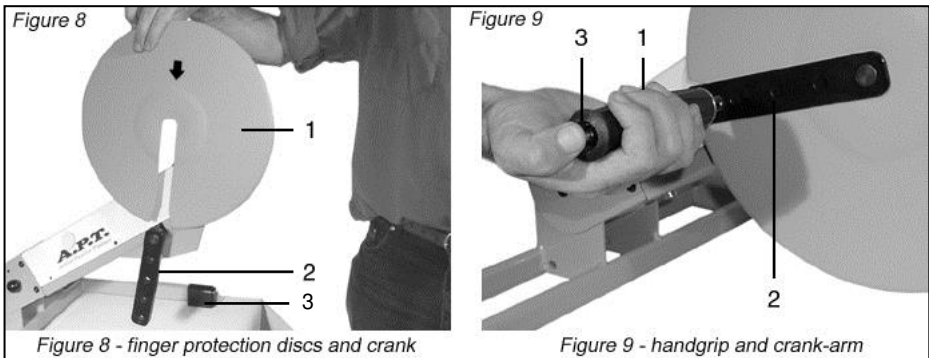 Figure 8
1
A.P.T.
2
3
Figure 8 - finger protection discs and crank
Figure 9
3
1
2
Figure 9 - handgrip and crank-arm